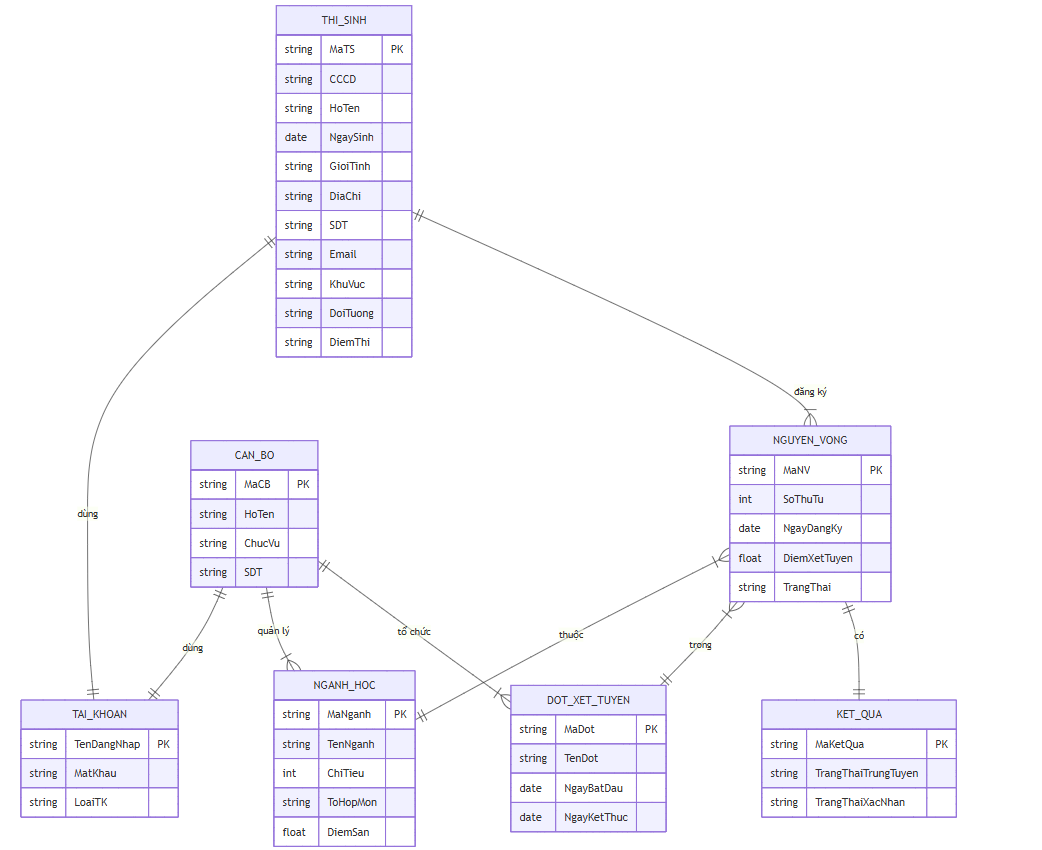 THI_SINH
string MaTS PK
string CCCD
string HoTen
date NgaySinh
string GioiTinh
string DiaChi
string SDT
string Email
string KhuVuc
string DoiTuong
string DiemThi
đăng ký
dùng
CAN_BO
string MaCB PK
string HoTen
string ChucVu
string SDT
NGUYEN_VONG
string MaNV PK
int SoThuTu
date NgayDangKy
float DiemXetTuyen
string TrangThai
dùng
quản lý
tổ chức
thuộc
trong
có
TAI_KHOAN
string TenDangNhap PK
string MatKhau
string LoaiTK
NGANH_HOC
string MaNganh PK
string TenNganh
int ChiTieu
string ToHopMon
float DiemSan
DOT_XET_TUYEN
string MaDot PK
string TenDot
date NgayBatDau
date NgayKetThuc
KET_QUA
string MaKetQua PK
string TrangThaiTrungTuyen
string TrangThaiXacNhan